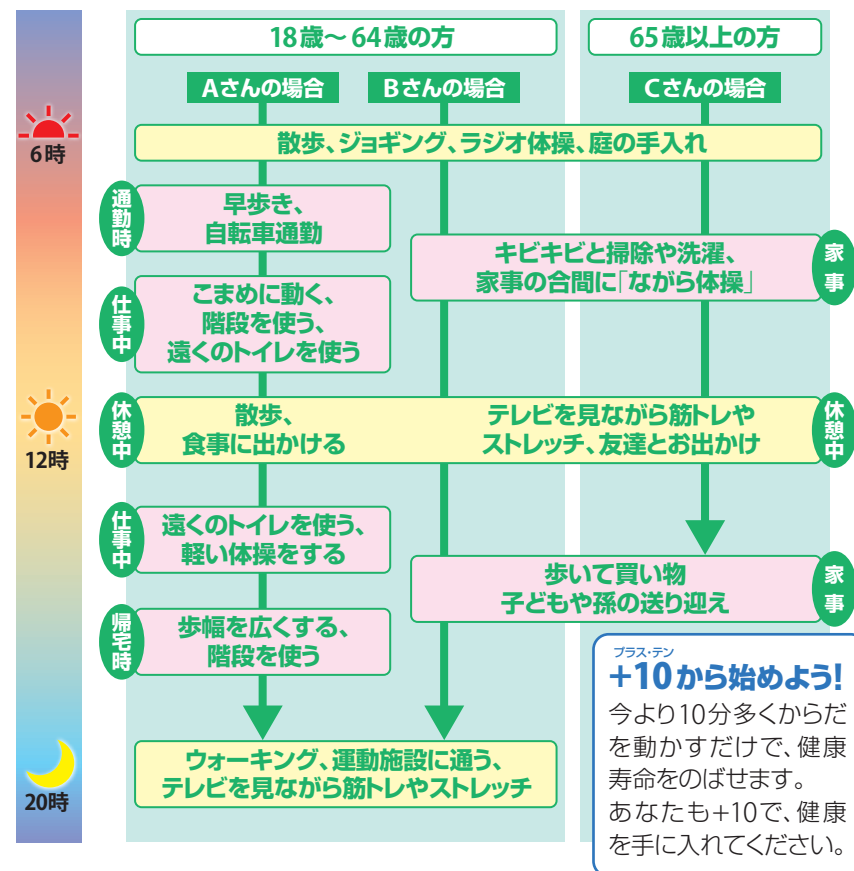 18歳～64歳の方
65歳以上の方
Aさんの場合
Bさんの場合
Cさんの場合
6時
散歩、ジョギング、ラジオ体操、庭の手入れ
通勤時
早歩き、
自転車通勤
キビキビと掃除や洗濯、
家事の合間に「ながら体操」
家事
仕事中
こまめに動く、
階段を使う、
遠くのトイレを使う
12時
休憩中
散歩、
食事に出かける
テレビを見ながら筋トレや
ストレッチ、友達とお出かけ
休憩中
仕事中
遠くのトイレを使う、
軽い体操をする
歩いて買い物
子どもや孫の送り迎え
家事
帰宅時
歩幅を広くする、
階段を使う
20時
ウォーキング、運動施設に通う、
テレビを見ながら筋トレやストレッチ
プラス・テン
+10から始めよう!
今より10分多くからだ
を動かすだけで、健康
寿命をのばせます。
あなたも+10で、健康
を手に入れてください。